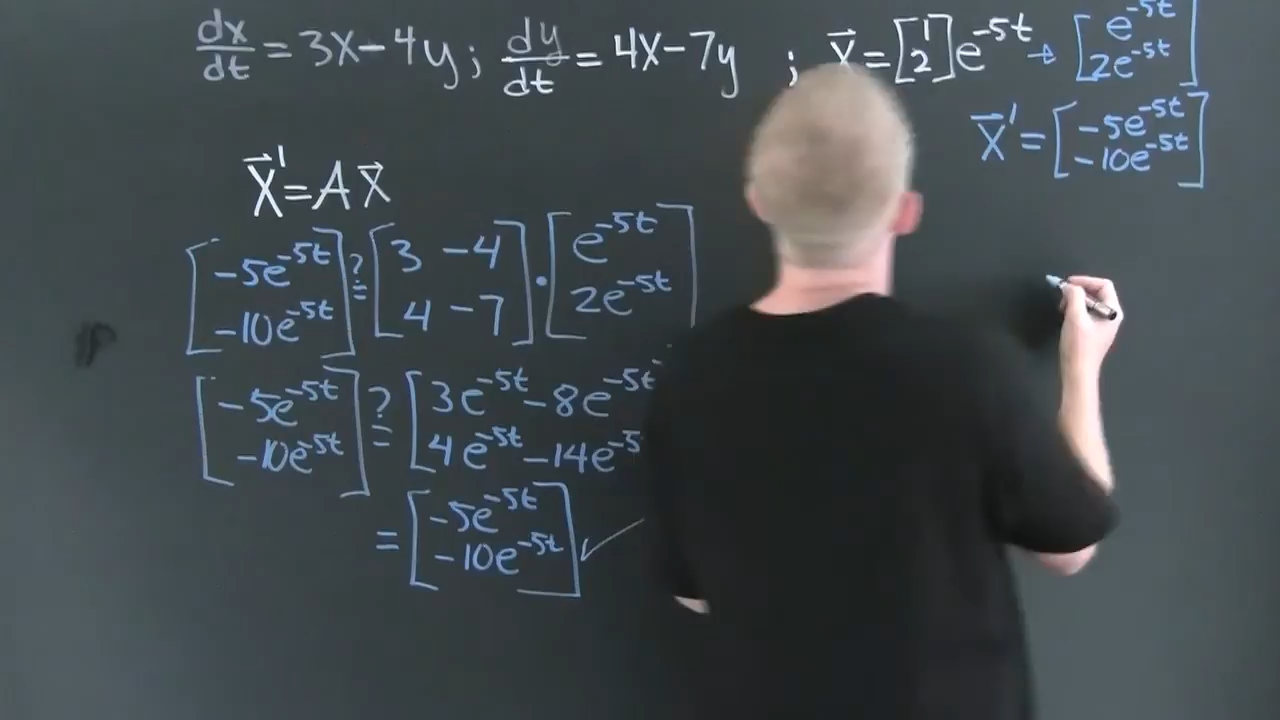 dx/dt = 3x-4y; dy/dt = 4x-7y ; X⃗ = [1 2] e^-5t → [e^-5t 2e^-5t]
X⃗' = [-5e^-5t -10e^-5t]
X⃗' = A X⃗
[-5e^-5t -10e^-5t] ?= [3 -4 4 -7] · [e^-5t 2e^-5t]
[-5e^-5t -10e^-5t] ?= [3e^-5t -8e^-5t 4e^-5t -14e^-5
= [-5e^-5t -10e^-5t] ✓